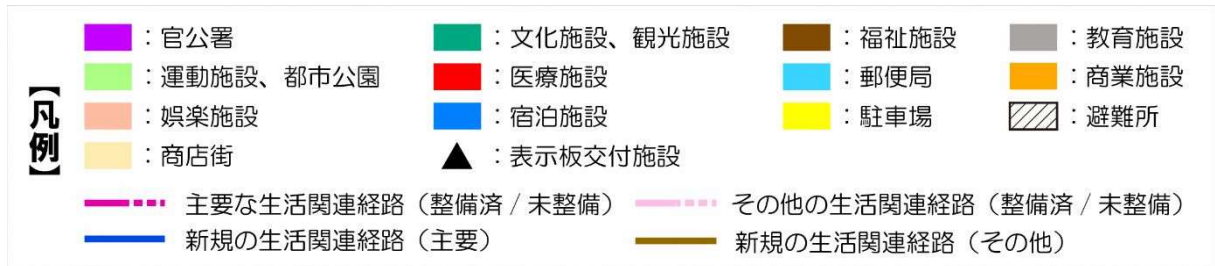 【凡例】
：官公署 ：文化施設、観光施設 ：福祉施設 ：教育施設
：運動施設、都市公園 ：医療施設 ：郵便局 ：商業施設
：娯楽施設 ：宿泊施設 ：駐車場 ：避難所
：商店街 ：表示板交付施設
主要な生活関連経路（整備済 / 未整備） その他の生活関連経路（整備済 / 未整備）
新規の生活関連経路（主要） 新規の生活関連経路（その他）